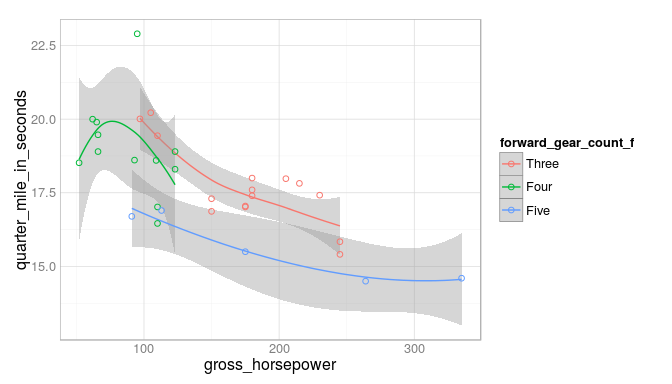 22.5
20.0
17.5
15.0
quarter_mile_in_seconds
100 200 300
gross_horsepower
forward_gear_count_f
Three
Four
Five